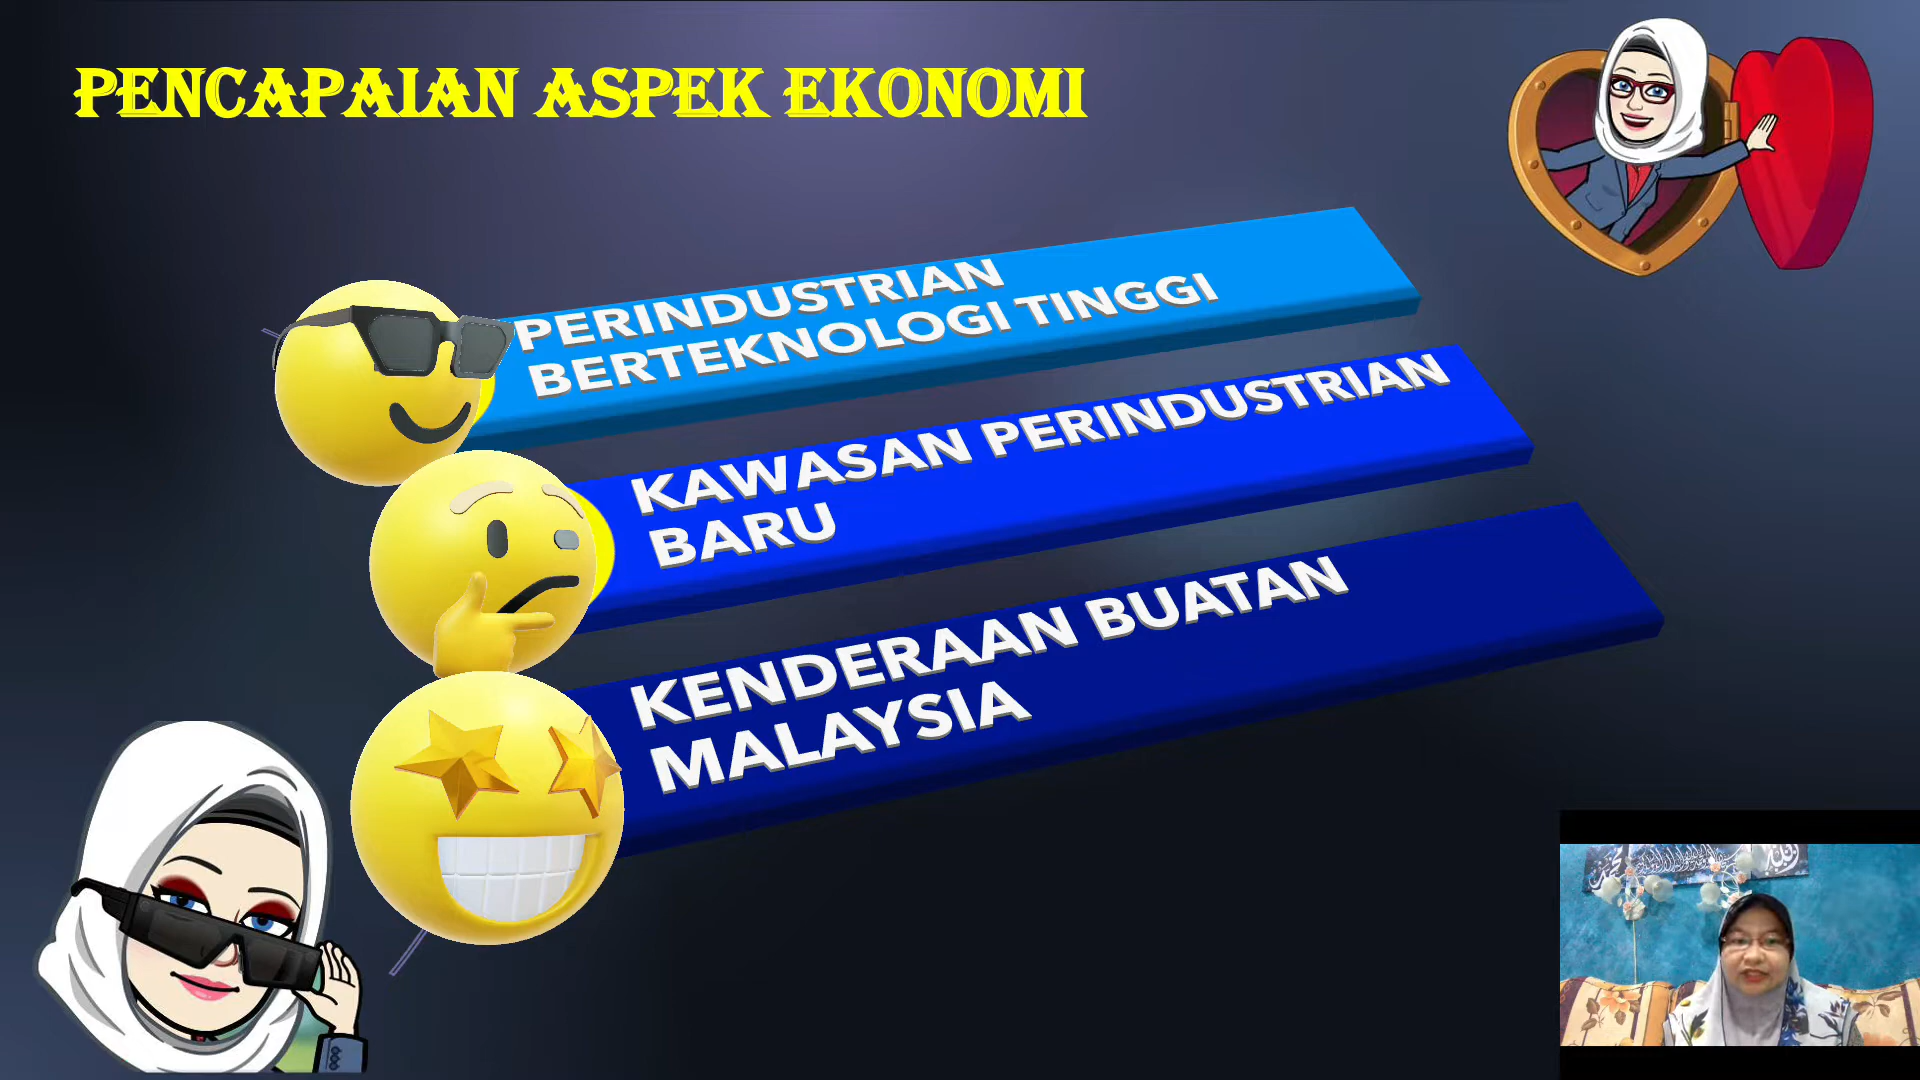 PENCAPAIAN ASPEK EKONOMI
PERINDUSTRIAN
BERTEKNOLOGI TINGGI
KAWASAN PERINDUSTRIAN
BARU
KENDERAAN BUATAN
MALAYSIA